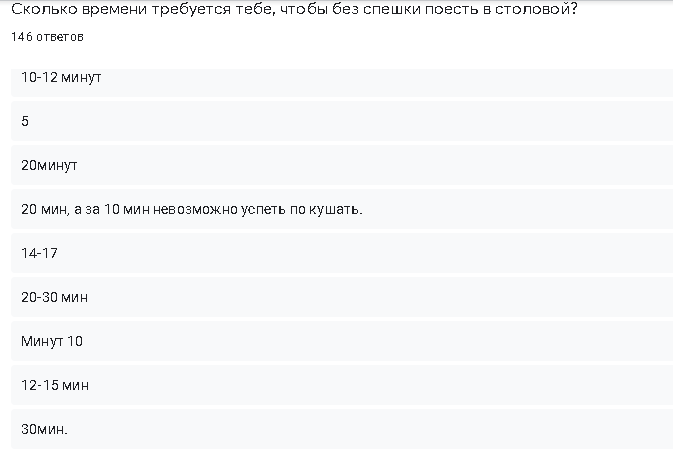 Сколько времени требуется тебе, чтобы без спешки поесть в столовой?
146 ответов
10-12 минут
5
20минут
20 мин, а за 10 мин невозможно успеть по кушать.
14-17
20-30 мин
Минут 10
12-15 мин
30мин.